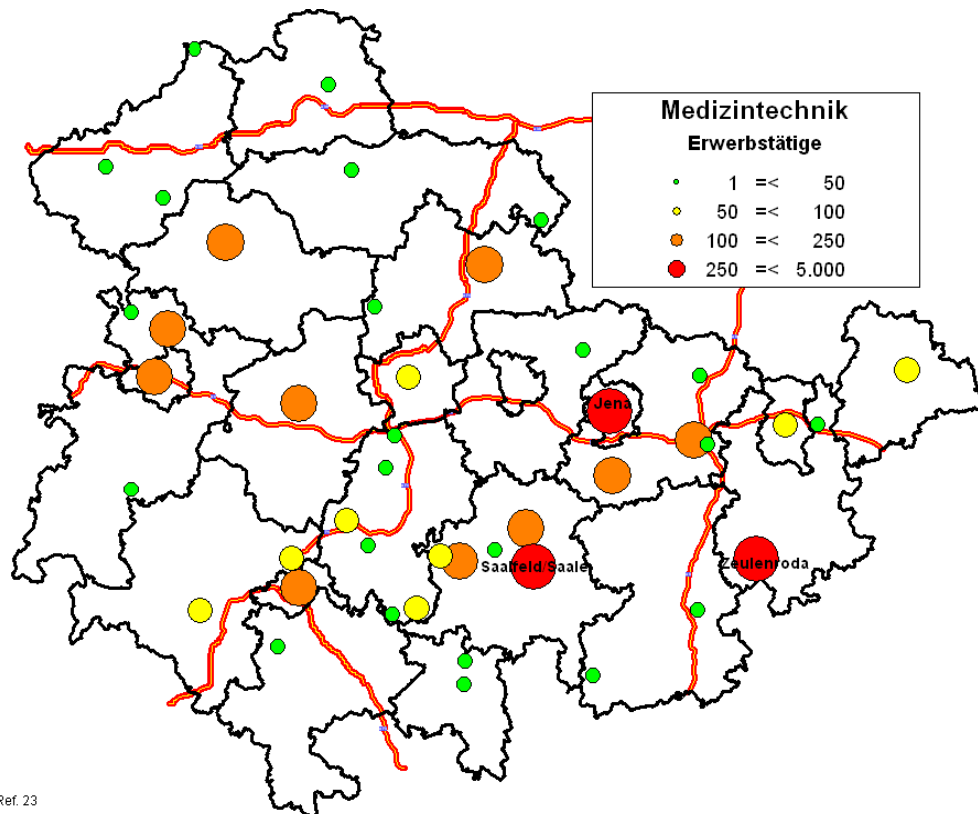 Medizintechnik
Erwerbstätige
1 =< 50
50 =< 100
100 =< 250
250 =< 5.000
Jena
Saalfeld/Saale
Zeulenroda
Ref. 23